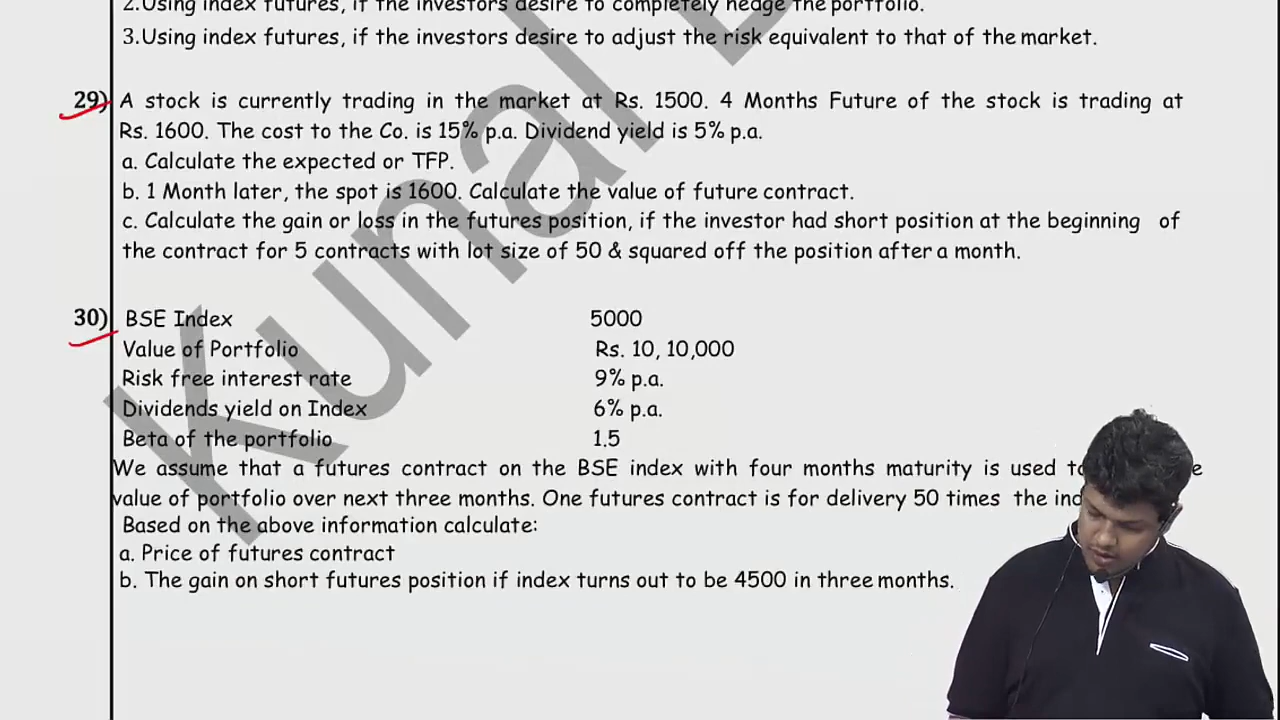 2.Using index futures, if the investors desire to completely hedge the portfolio.
3.Using index futures, if the investors desire to adjust the risk equivalent to that of the market.
29) A stock is currently trading in the market at Rs. 1500. 4 Months Future of the stock is trading at
Rs. 1600. The cost to the Co. is 15% p.a. Dividend yield is 5% p.a.
a. Calculate the expected or TFP.
b. 1 Month later, the spot is 1600. Calculate the value of future contract.
c. Calculate the gain or loss in the futures position, if the investor had short position at the beginning of
the contract for 5 contracts with lot size of 50 & squared off the position after a month.
30) BSE Index 5000
Value of Portfolio Rs. 10, 10,000
Risk free interest rate 9% p.a.
Dividends yield on Index 6% p.a.
Beta of the portfolio 1.5
We assume that a futures contract on the BSE index with four months maturity is used
value of portfolio over next three months. One futures contract is for delivery 50 times the
Based on the above information calculate:
a. Price of futures contract
b. The gain on short futures position if index turns out to be 4500 in three months.
Kunal